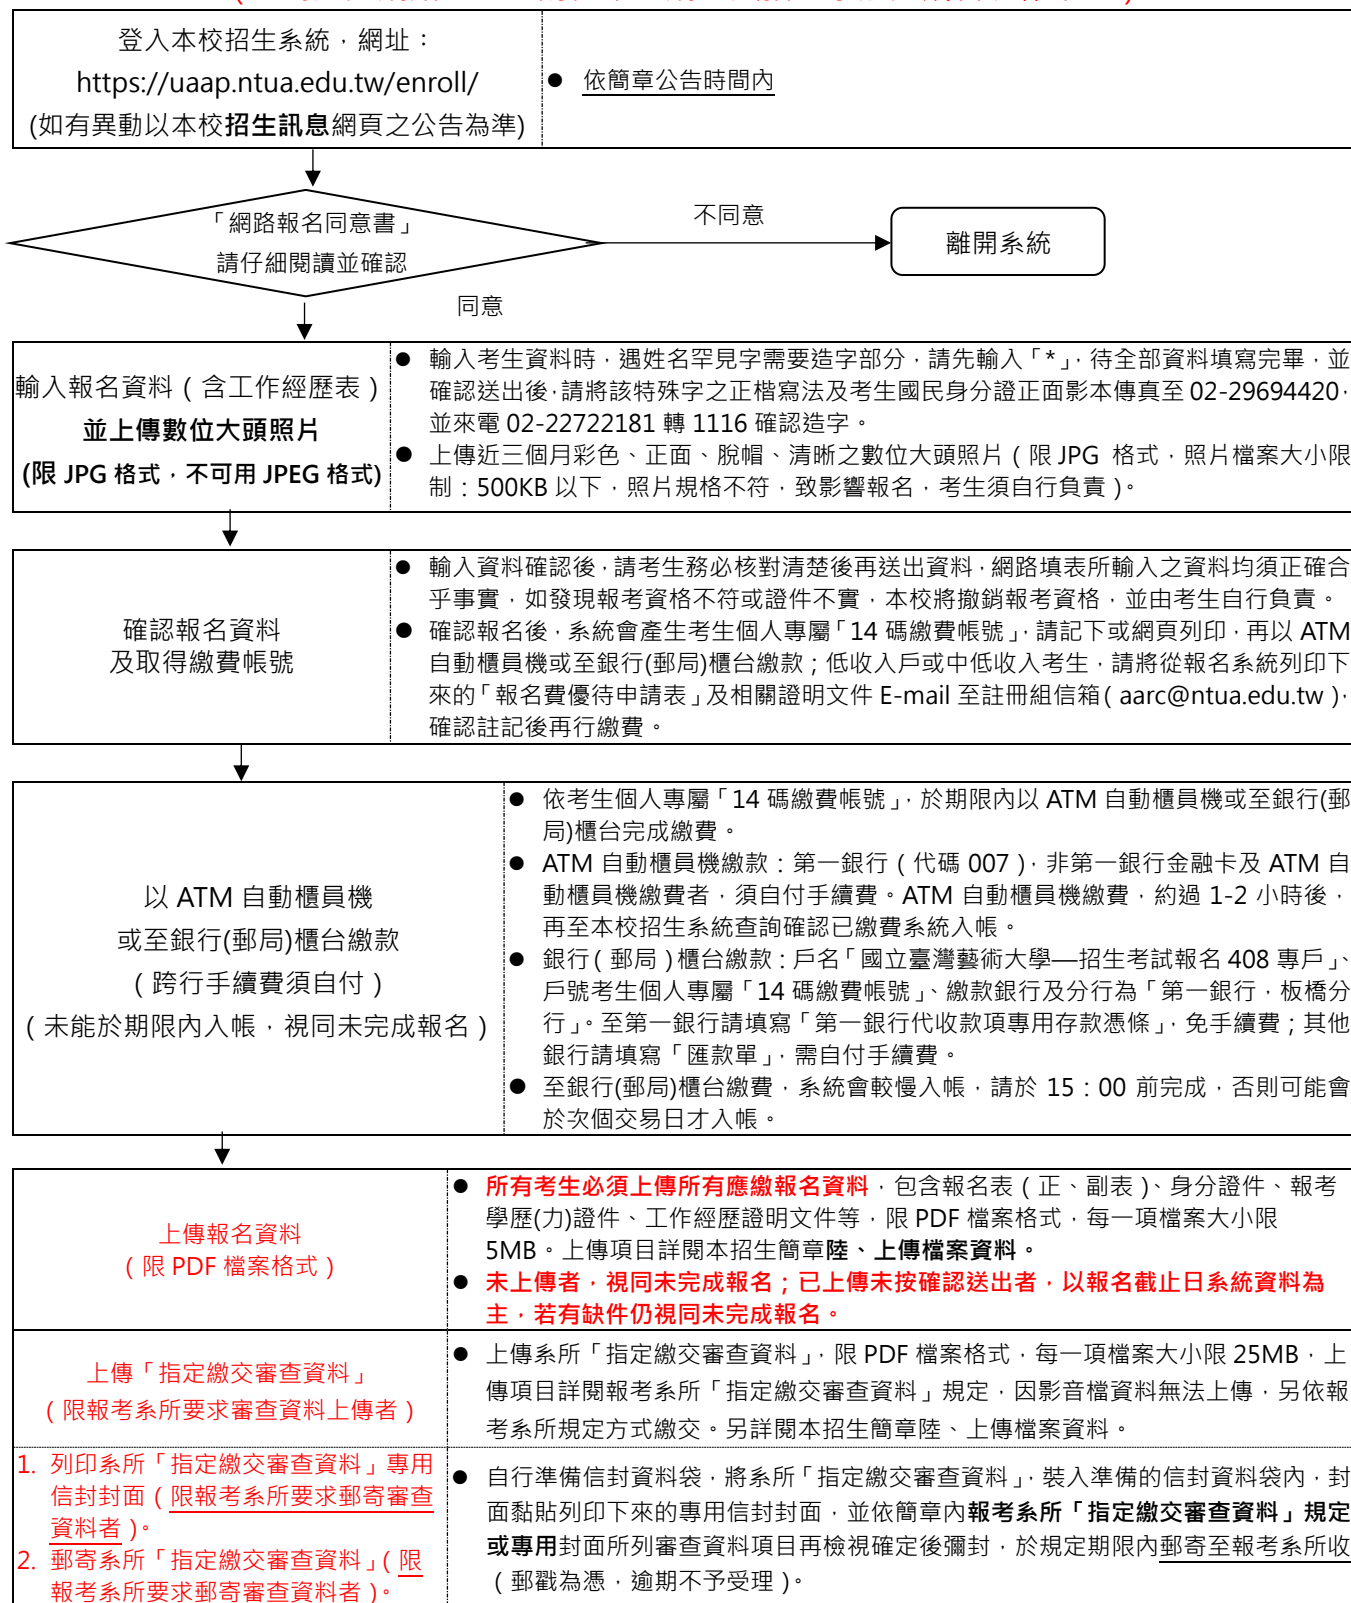 登入本校招生系統，網址：
https://uaap.ntua.edu.tw/enroll/
(如有異動以本校招生訊息網頁之公告為準)
● 依簡章公告時間內
「網路報名同意書」
請仔細閱讀並確認
不同意
離開系統
同意
輸入報名資料（含工作經歷表）
並上傳數位大頭照片
(限 JPG 格式，不可用 JPEG 格式)
● 輸入考生資料時，遇姓名罕見字需要造字部分，請先輸入「*」，待全部資料填寫完畢，並
確認送出後，請將該特殊字之正楷寫法及考生國民身分證正面影本傳真至 02-29694420，
並來電 02-22722181 轉 1116 確認造字。
● 上傳近三個月彩色、正面、脫帽、清晰之數位大頭照片（限 JPG 格式，照片檔案大小限
制：500KB 以下，照片規格不符，致影響報名，考生須自行負責）。
確認報名資料
及取得繳費帳號
● 輸入資料確認後，請考生務必核對清楚後再送出資料，網路填表所輸入之資料均須正確合
乎事實，如發現報考資格不符或證件不實，本校將撤銷報考資格，並由考生自行負責。
● 確認報名後，系統會產生考生個人專屬「14 碼繳費帳號」，請記下或網頁列印，再以 ATM
自動櫃員機或至銀行(郵局)櫃台繳款；低收入戶或中低收入考生，請將從報名系統列印下
來的「報名費優待申請表」及相關證明文件 E-mail 至註冊組信箱（aarc@ntua.edu.tw），
確認註記後再行繳費。
以 ATM 自動櫃員機
或至銀行(郵局)櫃台繳款
（跨行手續費須自付）
（未能於期限內入帳，視同未完成報名）
● 依考生個人專屬「14 碼繳費帳號」，於期限內以 ATM 自動櫃員機或至銀行(郵
局)櫃台完成繳費。
● ATM 自動櫃員機繳款：第一銀行（代碼 007），非第一銀行金融卡及 ATM 自
動櫃員機繳費者，須自付手續費。ATM 自動櫃員機繳費，約過 1-2 小時後，
再至本校招生系統查詢確認已繳費系統入帳。
● 銀行（郵局）櫃台繳款：戶名「國立臺灣藝術大學—招生考試報名 408 專戶」、
戶號考生個人專屬「14 碼繳費帳號」、繳款銀行及分行為「第一銀行，板橋分
行」。至第一銀行請填寫「第一銀行代收款項專用存款憑條」，免手續費；其他
銀行請填寫「匯款單」，需自付手續費。
● 至銀行(郵局)櫃台繳費，系統會較慢入帳，請於 15：00 前完成，否則可能會
於次個交易日才入帳。
上傳報名資料
（限 PDF 檔案格式）
● 所有考生必須上傳所有應繳報名資料，包含報名表（正、副表）、身分證件、報考
學歷(力)證件、工作經歷證明文件等，限 PDF 檔案格式，每一項檔案大小限
5MB。上傳項目詳閱本招生簡章陸、上傳檔案資料。
● 未上傳者，視同未完成報名；已上傳未按確認送出者，以報名截止日系統資料為
主，若有缺件仍視同未完成報名。
上傳「指定繳交審查資料」
（限報考系所要求審查資料上傳者）
● 上傳系所「指定繳交審查資料」，限 PDF 檔案格式，每一項檔案大小限 25MB，上
傳項目詳閱報考系所「指定繳交審查資料」規定，因影音檔資料無法上傳，另依報
考系所規定方式繳交。另詳閱本招生簡章陸、上傳檔案資料。
1. 列印系所「指定繳交審查資料」專用
信封封面（限報考系所要求郵寄審查
資料者）。
2. 郵寄系所「指定繳交審查資料」（限
報考系所要求郵寄審查資料者）。
● 自行準備信封資料袋，將系所「指定繳交審查資料」，裝入準備的信封資料袋內，封
面黏貼列印下來的專用信封封面，並依簡章內報考系所「指定繳交審查資料」規定
或專用封面所列審查資料項目再檢視確定後彌封，於規定期限內郵寄至報考系所收
（郵戳為憑，逾期不予受理）。